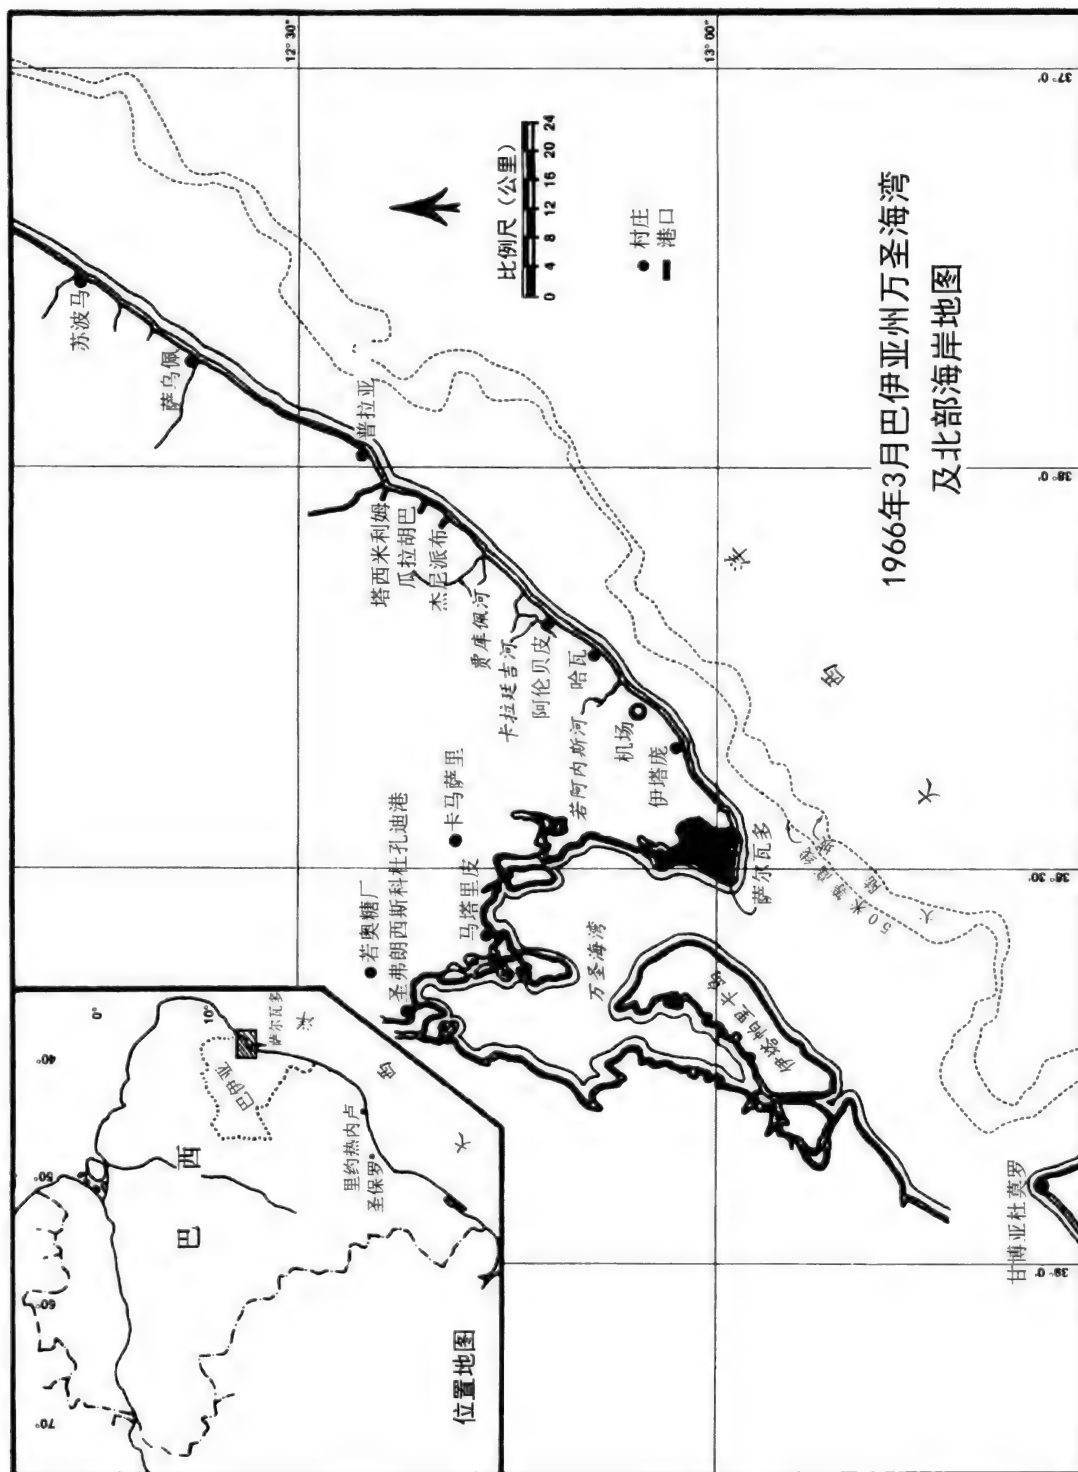 1966年3月巴伊亚州万圣海湾
及北部海岸地图
比例尺（公里）
0 4 8 12 16 20 24
村庄
港口
12° 30'
13° 00'
37° 0'
38° 0'
38° 30'
39° 0'
苏波马
萨乌佩
普拉亚
塔西米利姆
瓜拉胡巴
杰尼派布
贾库佩河
卡拉廷吉河
阿伦贝皮
哈瓦
若阿内斯河
机场
伊塔庞
萨尔瓦多
卡马萨里
马塔里皮
若奥糖厂
圣弗朗西斯科杜孔迪港
万圣海湾
伊塔帕里卡岛
甘博亚杜莫罗
大西洋
50米等扇线
大陆坡
位置地图
巴西
巴伊亚
萨尔瓦多
里约热内卢
圣保罗
大西洋
0°
10°
40°
50°
60°
70°